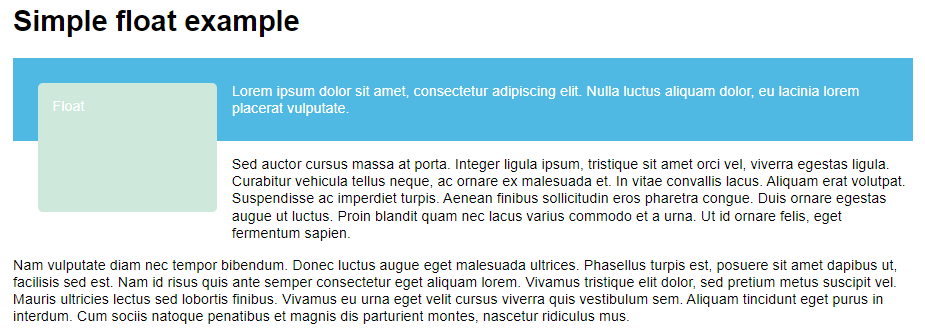 Simple float example
Float
Lorem ipsum dolor sit amet, consectetur adipiscing elit. Nulla luctus aliquam dolor, eu lacinia lorem
placerat vulputate.
Sed auctor cursus massa at porta. Integer ligula ipsum, tristique sit amet orci vel, viverra egestas ligula.
Curabitur vehicula tellus neque, ac ornare ex malesuada et. In vitae convallis lacus. Aliquam erat volutpat.
Suspendisse ac imperdiet turpis. Aenean finibus sollicitudin eros pharetra congue. Duis ornare egestas
augue ut luctus. Proin blandit quam nec lacus varius commodo et a urna. Ut id ornare felis, eget
fermentum sapien.
Nam vulputate diam nec tempor bibendum. Donec luctus augue eget malesuada ultrices. Phasellus turpis est, posuere sit amet dapibus ut,
facilisis sed est. Nam id risus quis ante semper consectetur eget aliquam lorem. Vivamus tristique elit dolor, sed pretium metus suscipit vel.
Mauris ultricies lectus sed lobortis finibus. Vivamus eu urna eget velit cursus viverra quis vestibulum sem. Aliquam tincidunt eget purus in
interdum. Cum sociis natoque penatibus et magnis dis parturient montes, nascetur ridiculus mus.